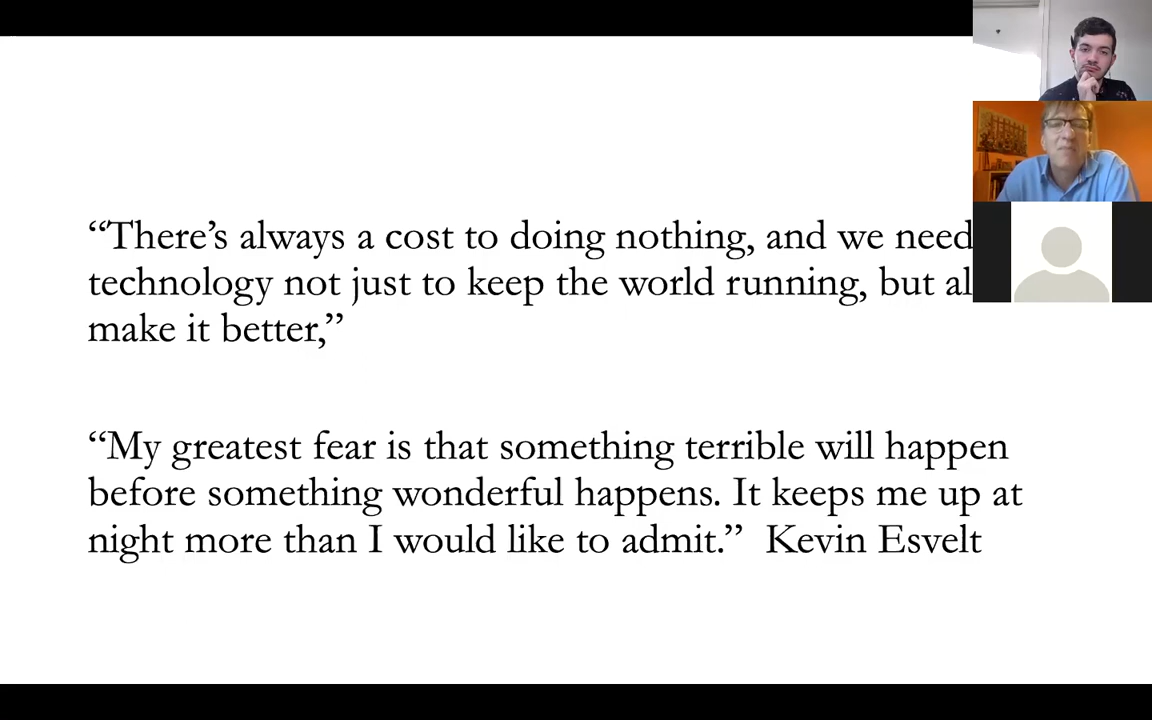 “There’s always a cost to doing nothing, and we need
technology not just to keep the world running, but
make it better,”
“My greatest fear is that something terrible will happen
before something wonderful happens. It keeps me up at
night more than I would like to admit.” Kevin Esvelt